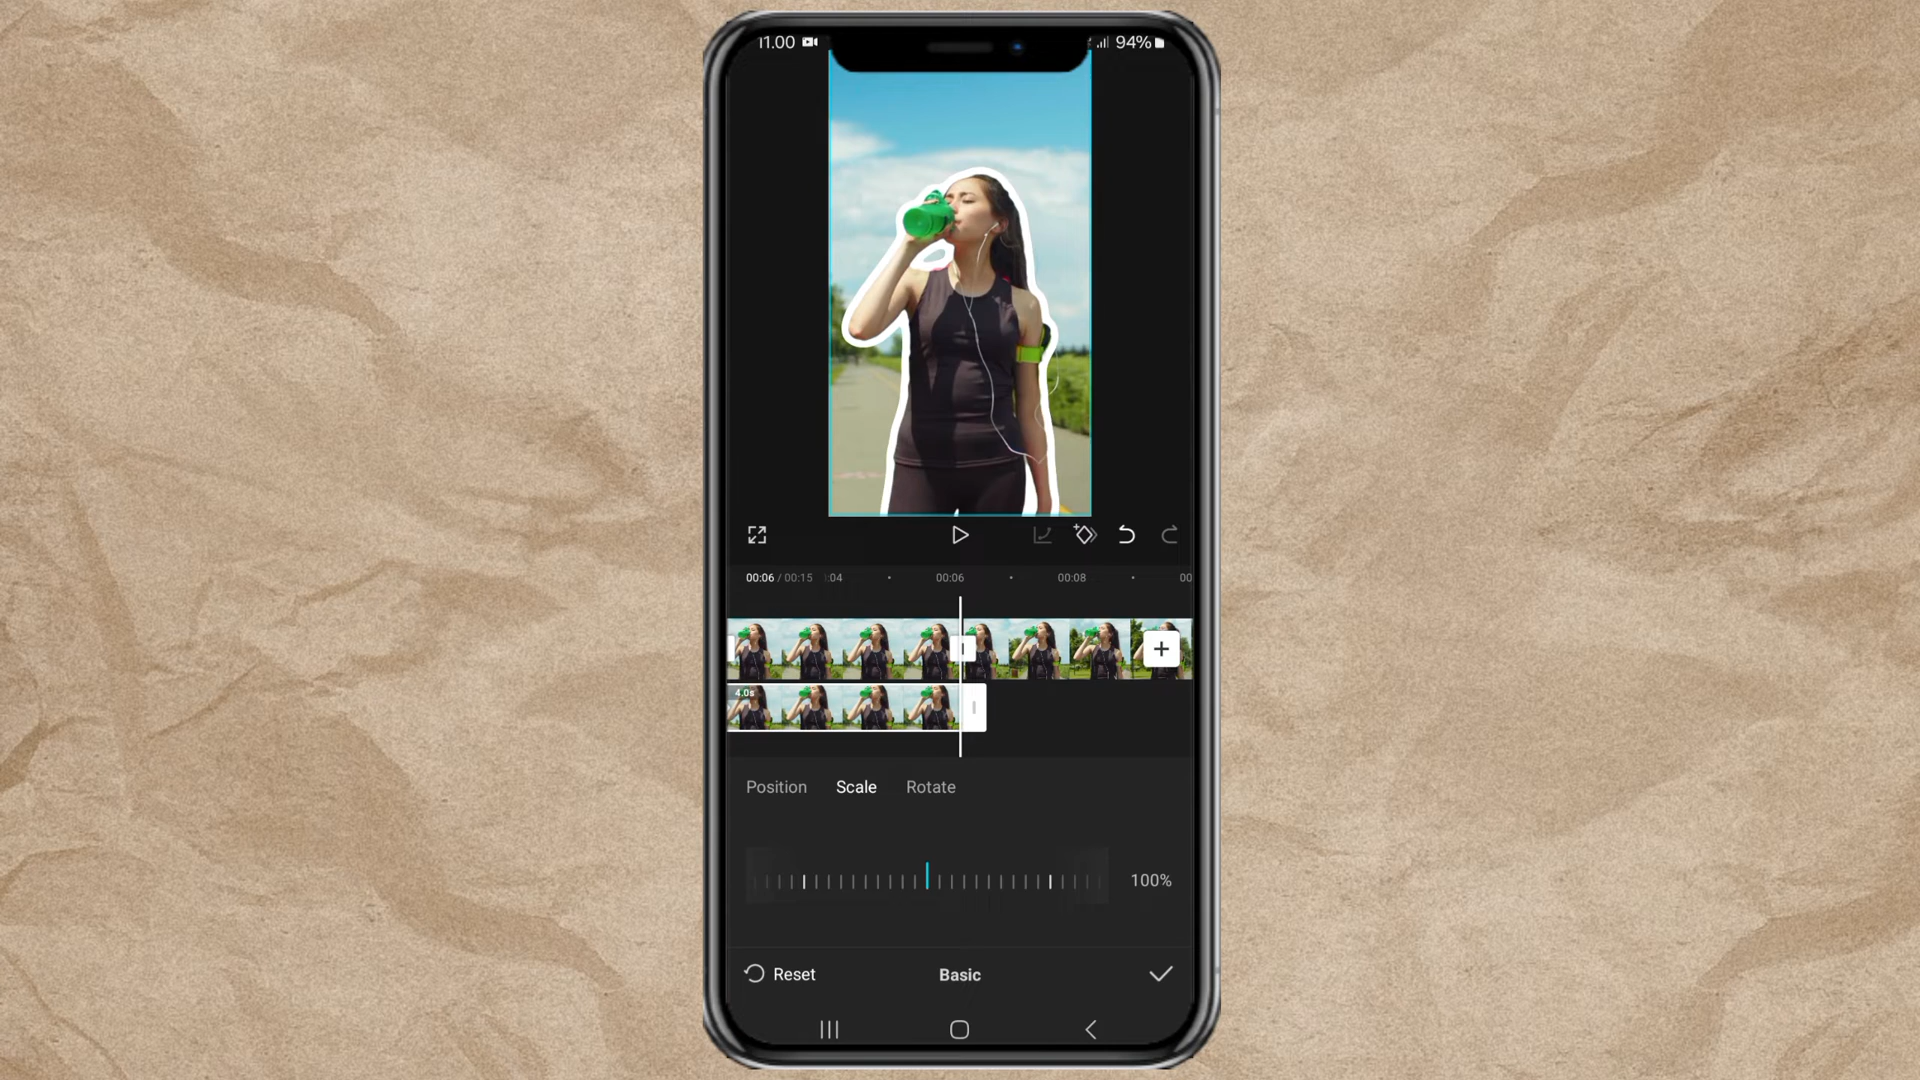 11.00 94%
00:06 / 00:15 :04 00:06 00:08 00
4.0s
Position Scale Rotate
100%
Reset Basic